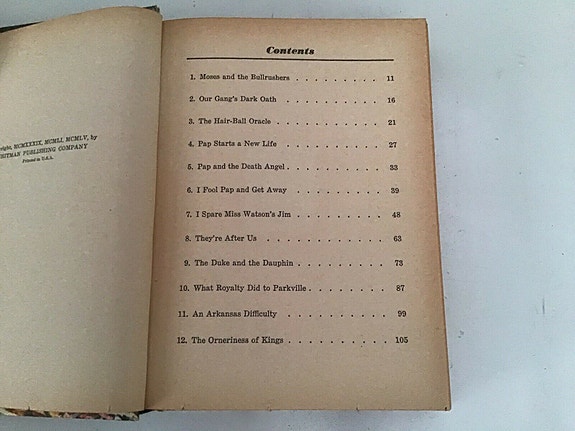 right, MCMXXXIX, MCMLI, MCMLV, by
WHITMAN PUBLISHING COMPANY
Printed in U.S.A.
Contents
1. Moses and the Bullrushers . . . . . . . . . 11
2. Our Gang's Dark Oath . . . . . . . . . . 16
3. The Hair-Ball Oracle . . . . . . . . . . . 21
4. Pap Starts a New Life . . . . . . . . . . 27
5. Pap and the Death Angel . . . . . . . . . . 33
6. I Fool Pap and Get Away . . . . . . . . . 39
7. I Spare Miss Watson's Jim . . . . . . . . . 48
8. They're After Us . . . . . . . . . . . . 63
9. The Duke and the Dauphin . . . . . . . . . 73
10. What Royalty Did to Parkville . . . . . . . . 87
11. An Arkansas Difficulty . . . . . . . . . . 99
12. The Orneriness of Kings . . . . . . . . . . 105